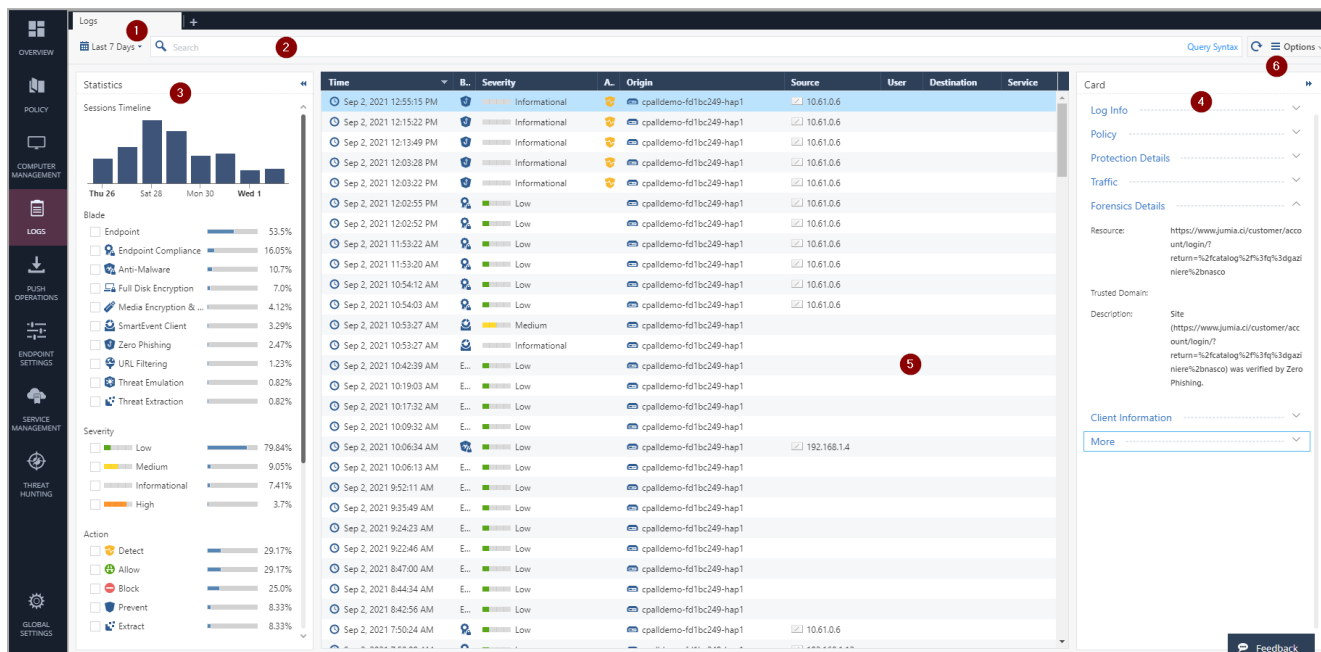 Logs
+
1
Last 7 Days
Search
2
Query Syntax
Options
6
OVERVIEW
POLICY
COMPUTER
MANAGEMENT
LOGS
PUSH
OPERATIONS
ENDPOINT
SETTINGS
SERVICE
MANAGEMENT
THREAT
HUNTING
GLOBAL
SETTINGS
Statistics
3
Sessions Timeline
Thu 26 Sat 28 Mon 30 Wed 1
Blade
Endpoint 53.5%
Endpoint Compliance 16.05%
Anti-Malware 10.7%
Full Disk Encryption 7.0%
Media Encryption & ... 4.12%
SmartEvent Client 3.29%
Zero Phishing 2.47%
URL Filtering 1.23%
Threat Emulation 0.82%
Threat Extraction 0.82%
Severity
Low 79.84%
Medium 9.05%
Informational 7.41%
High 3.7%
Action
Detect 29.17%
Allow 29.17%
Block 25.0%
Prevent 8.33%
Extract 8.33%
Time B.. Severity A.. Origin Source User Destination Service
Sep 2, 2021 12:55:15 PM Informational cpalldemo-fd1bc249-hap1 10.61.0.6
Sep 2, 2021 12:15:22 PM Informational cpalldemo-fd1bc249-hap1 10.61.0.6
Sep 2, 2021 12:13:49 PM Informational cpalldemo-fd1bc249-hap1 10.61.0.6
Sep 2, 2021 12:03:28 PM Informational cpalldemo-fd1bc249-hap1 10.61.0.6
Sep 2, 2021 12:03:22 PM Informational cpalldemo-fd1bc249-hap1 10.61.0.6
Sep 2, 2021 12:02:55 PM Low cpalldemo-fd1bc249-hap1 10.61.0.6
Sep 2, 2021 12:02:52 PM Low cpalldemo-fd1bc249-hap1 10.61.0.6
Sep 2, 2021 11:53:22 AM Low cpalldemo-fd1bc249-hap1 10.61.0.6
Sep 2, 2021 11:53:20 AM Low cpalldemo-fd1bc249-hap1 10.61.0.6
Sep 2, 2021 10:54:12 AM Low cpalldemo-fd1bc249-hap1 10.61.0.6
Sep 2, 2021 10:54:03 AM Low cpalldemo-fd1bc249-hap1 10.61.0.6
Sep 2, 2021 10:53:27 AM Medium cpalldemo-fd1bc249-hap1
Sep 2, 2021 10:53:27 AM Informational cpalldemo-fd1bc249-hap1
Sep 2, 2021 10:42:39 AM E... Low cpalldemo-fd1bc249-hap1
5
Sep 2, 2021 10:19:03 AM E... Low cpalldemo-fd1bc249-hap1
Sep 2, 2021 10:17:32 AM E... Low cpalldemo-fd1bc249-hap1
Sep 2, 2021 10:09:32 AM E... Low cpalldemo-fd1bc249-hap1
Sep 2, 2021 10:06:34 AM Low cpalldemo-fd1bc249-hap1 192.168.1.4
Sep 2, 2021 10:06:13 AM E... Low cpalldemo-fd1bc249-hap1
Sep 2, 2021 9:52:11 AM E... Low cpalldemo-fd1bc249-hap1
Sep 2, 2021 9:35:49 AM E... Low cpalldemo-fd1bc249-hap1
Sep 2, 2021 9:24:23 AM E... Low cpalldemo-fd1bc249-hap1
Sep 2, 2021 9:22:46 AM E... Low cpalldemo-fd1bc249-hap1
Sep 2, 2021 8:47:00 AM E... Low cpalldemo-fd1bc249-hap1
Sep 2, 2021 8:44:34 AM E... Low cpalldemo-fd1bc249-hap1
Sep 2, 2021 8:42:56 AM E... Low cpalldemo-fd1bc249-hap1
Sep 2, 2021 7:50:24 AM Low cpalldemo-fd1bc249-hap1 10.61.0.6
Card
4
Log Info
Policy
Protection Details
Traffic
Forensics Details
Resource: https://www.jumia.ci/customer/acco
unt/login/?
return=%2fcatalog%2f%3fq%3dgazi
niere%2bnasco
Trusted Domain:
Description: Site
(https://www.jumia.ci/customer/acc
ount/login/?
return=%2fcatalog%2f%3fq%3dgazi
niere%2bnasco) was verified by Zero
Phishing.
Client Information
More
Feedback